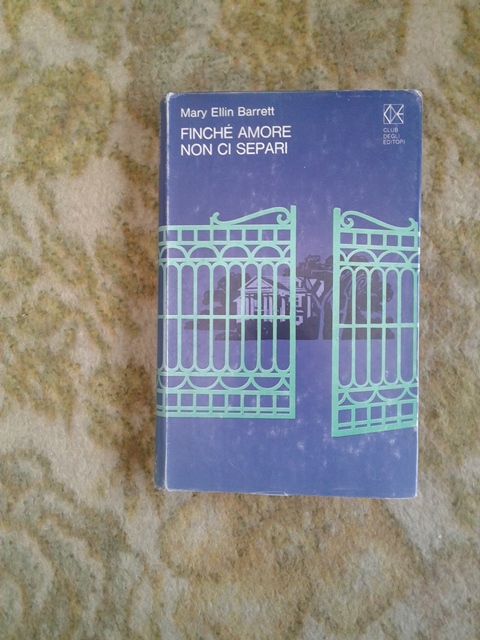 Mary Ellin Barrett
FINCHÉ AMORE
NON CI SEPARI
CLUB
DEGLI
EDITORI